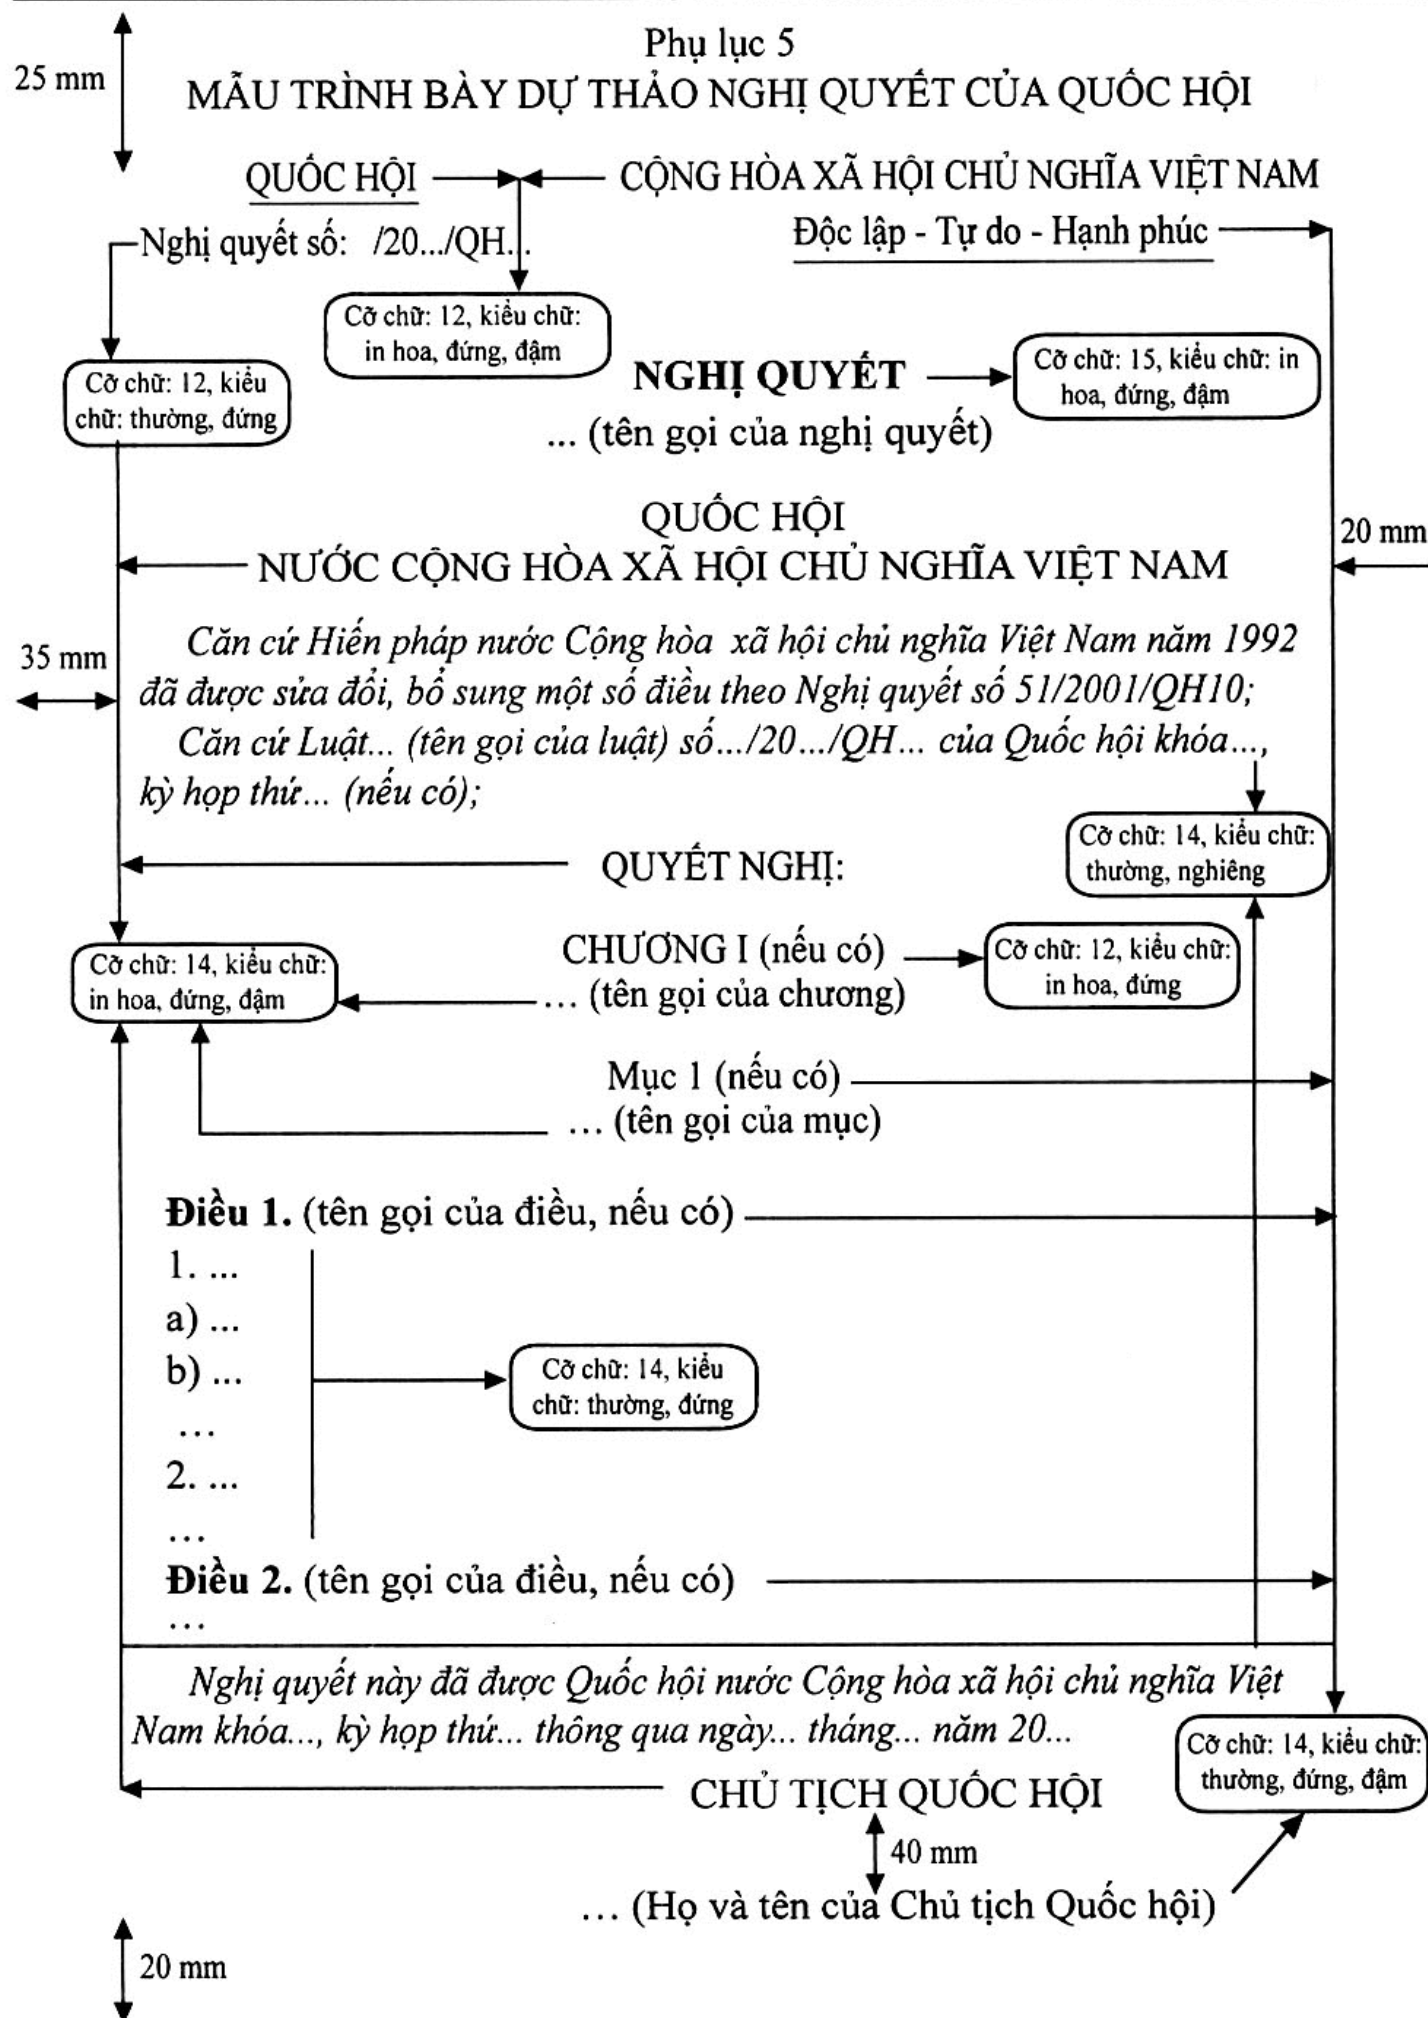 Phụ lục 5
25 mm
MẪU TRÌNH BÀY DỰ THẢO NGHỊ QUYẾT CỦA QUỐC HỘI
QUỐC HỘI
CỘNG HÒA XÃ HỘI CHỦ NGHĨA VIỆT NAM
Nghị quyết số: /20.../QH...
Độc lập - Tự do - Hạnh phúc
Cỡ chữ: 12, kiểu chữ:
in hoa, đứng, đậm
Cỡ chữ: 12, kiểu
chữ: thường, đứng
NGHỊ QUYẾT
Cỡ chữ: 15, kiểu chữ: in
hoa, đứng, đậm
... (tên gọi của nghị quyết)
QUỐC HỘI
NƯỚC CỘNG HÒA XÃ HỘI CHỦ NGHĨA VIỆT NAM
20 mm
35 mm
Căn cứ Hiến pháp nước Cộng hòa xã hội chủ nghĩa Việt Nam năm 1992
đã được sửa đổi, bổ sung một số điều theo Nghị quyết số 51/2001/QH10;
Căn cứ Luật... (tên gọi của luật) số.../20.../QH... của Quốc hội khóa...,
kỳ họp thứ... (nếu có);
Cỡ chữ: 14, kiểu chữ:
thường, nghiêng
QUYẾT NGHỊ:
CHƯƠNG I (nếu có)
Cỡ chữ: 12, kiểu chữ:
in hoa, đứng
Cỡ chữ: 14, kiểu chữ:
in hoa, đứng, đậm
... (tên gọi của chương)
Mục 1 (nếu có)
... (tên gọi của mục)
Điều 1. (tên gọi của điều, nếu có)
1. ...
a) ...
b) ...
...
2. ...
...
Cỡ chữ: 14, kiểu
chữ: thường, đứng
Điều 2. (tên gọi của điều, nếu có)
...
Nghị quyết này đã được Quốc hội nước Cộng hòa xã hội chủ nghĩa Việt
Nam khóa..., kỳ họp thứ... thông qua ngày... tháng... năm 20...
Cỡ chữ: 14, kiểu chữ:
thường, đứng, đậm
CHỦ TỊCH QUỐC HỘI
40 mm
... (Họ và tên của Chủ tịch Quốc hội)
20 mm